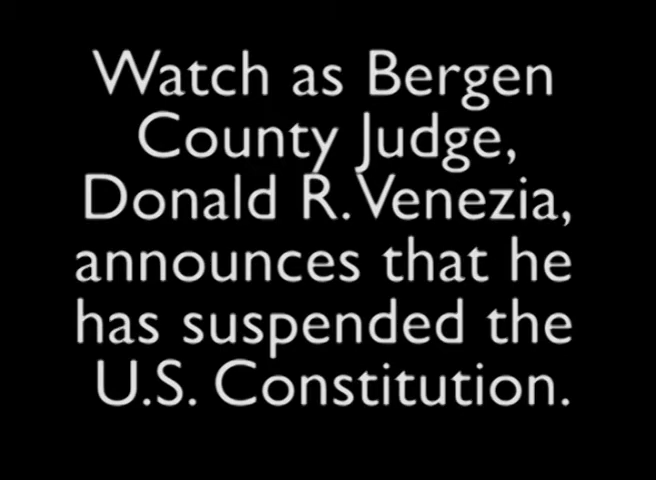 Watch as Bergen
County Judge,
Donald R. Venezia,
announces that he
has suspended the
U.S. Constitution.